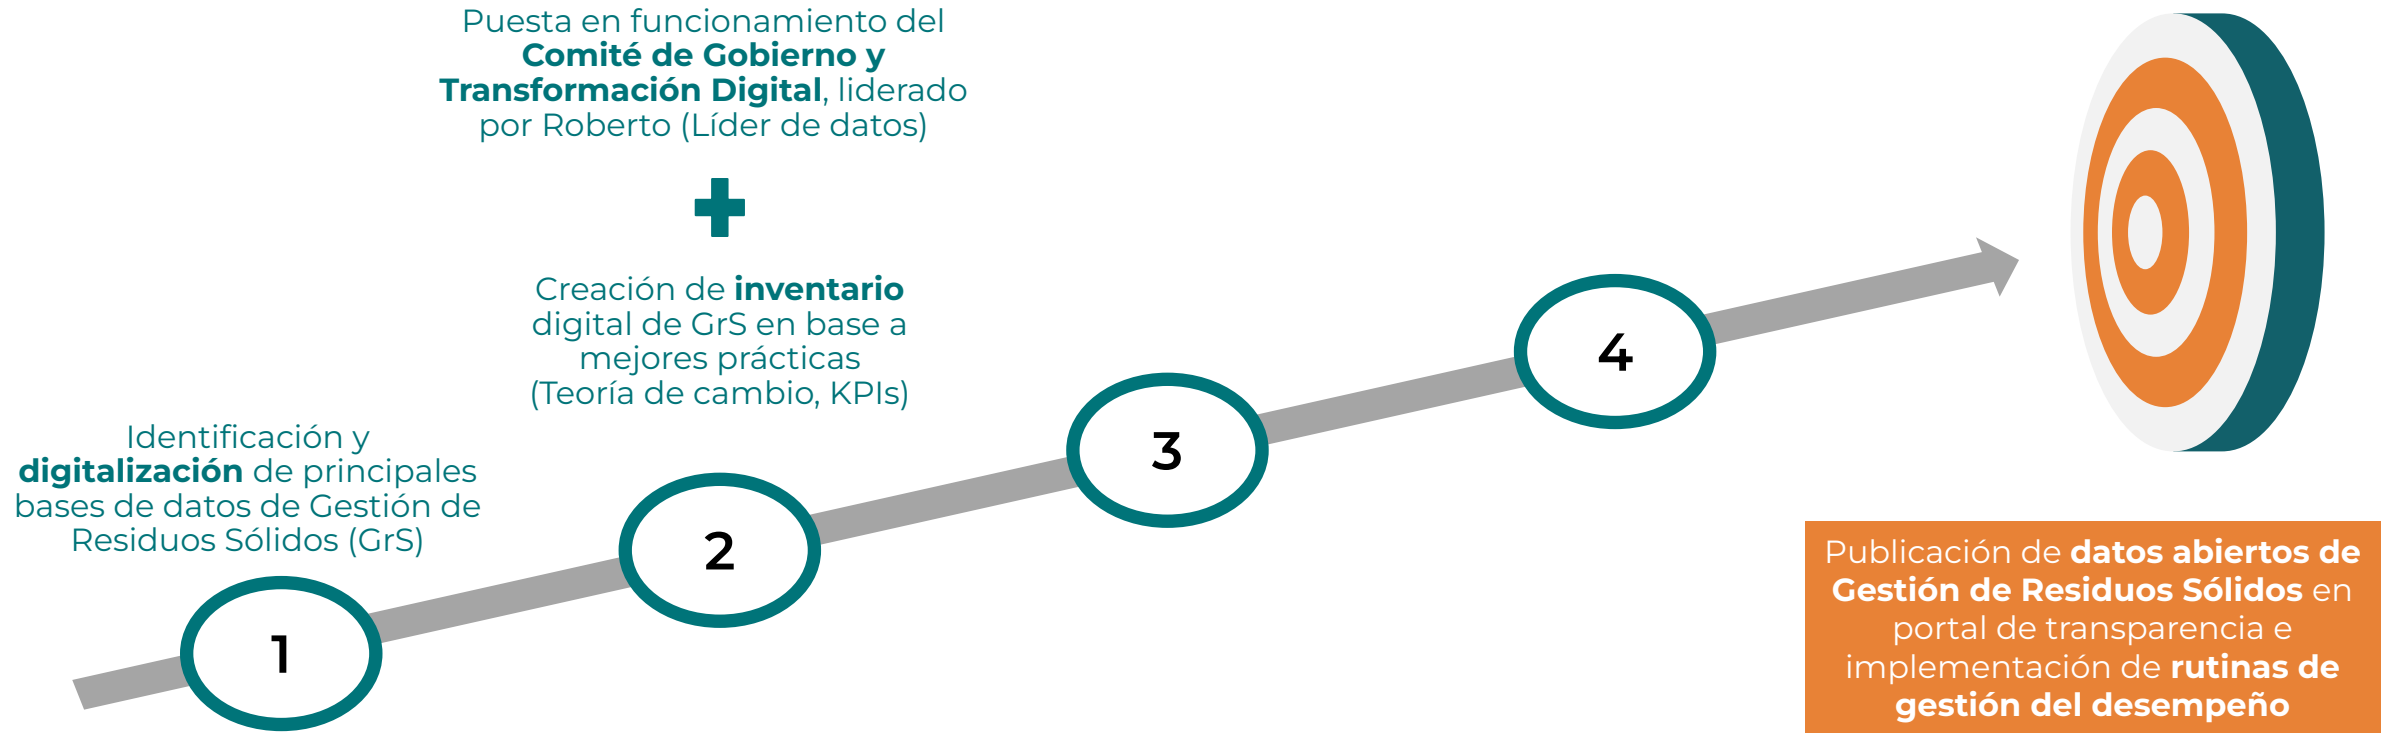 Puesta en funcionamiento del
Comité de Gobierno y
Transformación Digital, liderado
por Roberto (Líder de datos)
Creación de inventario
digital de GrS en base a
mejores prácticas
(Teoría de cambio, KPIs)
Identificación y
digitalización de principales
bases de datos de Gestión de
Residuos Sólidos (GrS)
1
2
3
4
Publicación de datos abiertos de
Gestión de Residuos Sólidos en
portal de transparencia e
implementación de rutinas de
gestión del desempeño